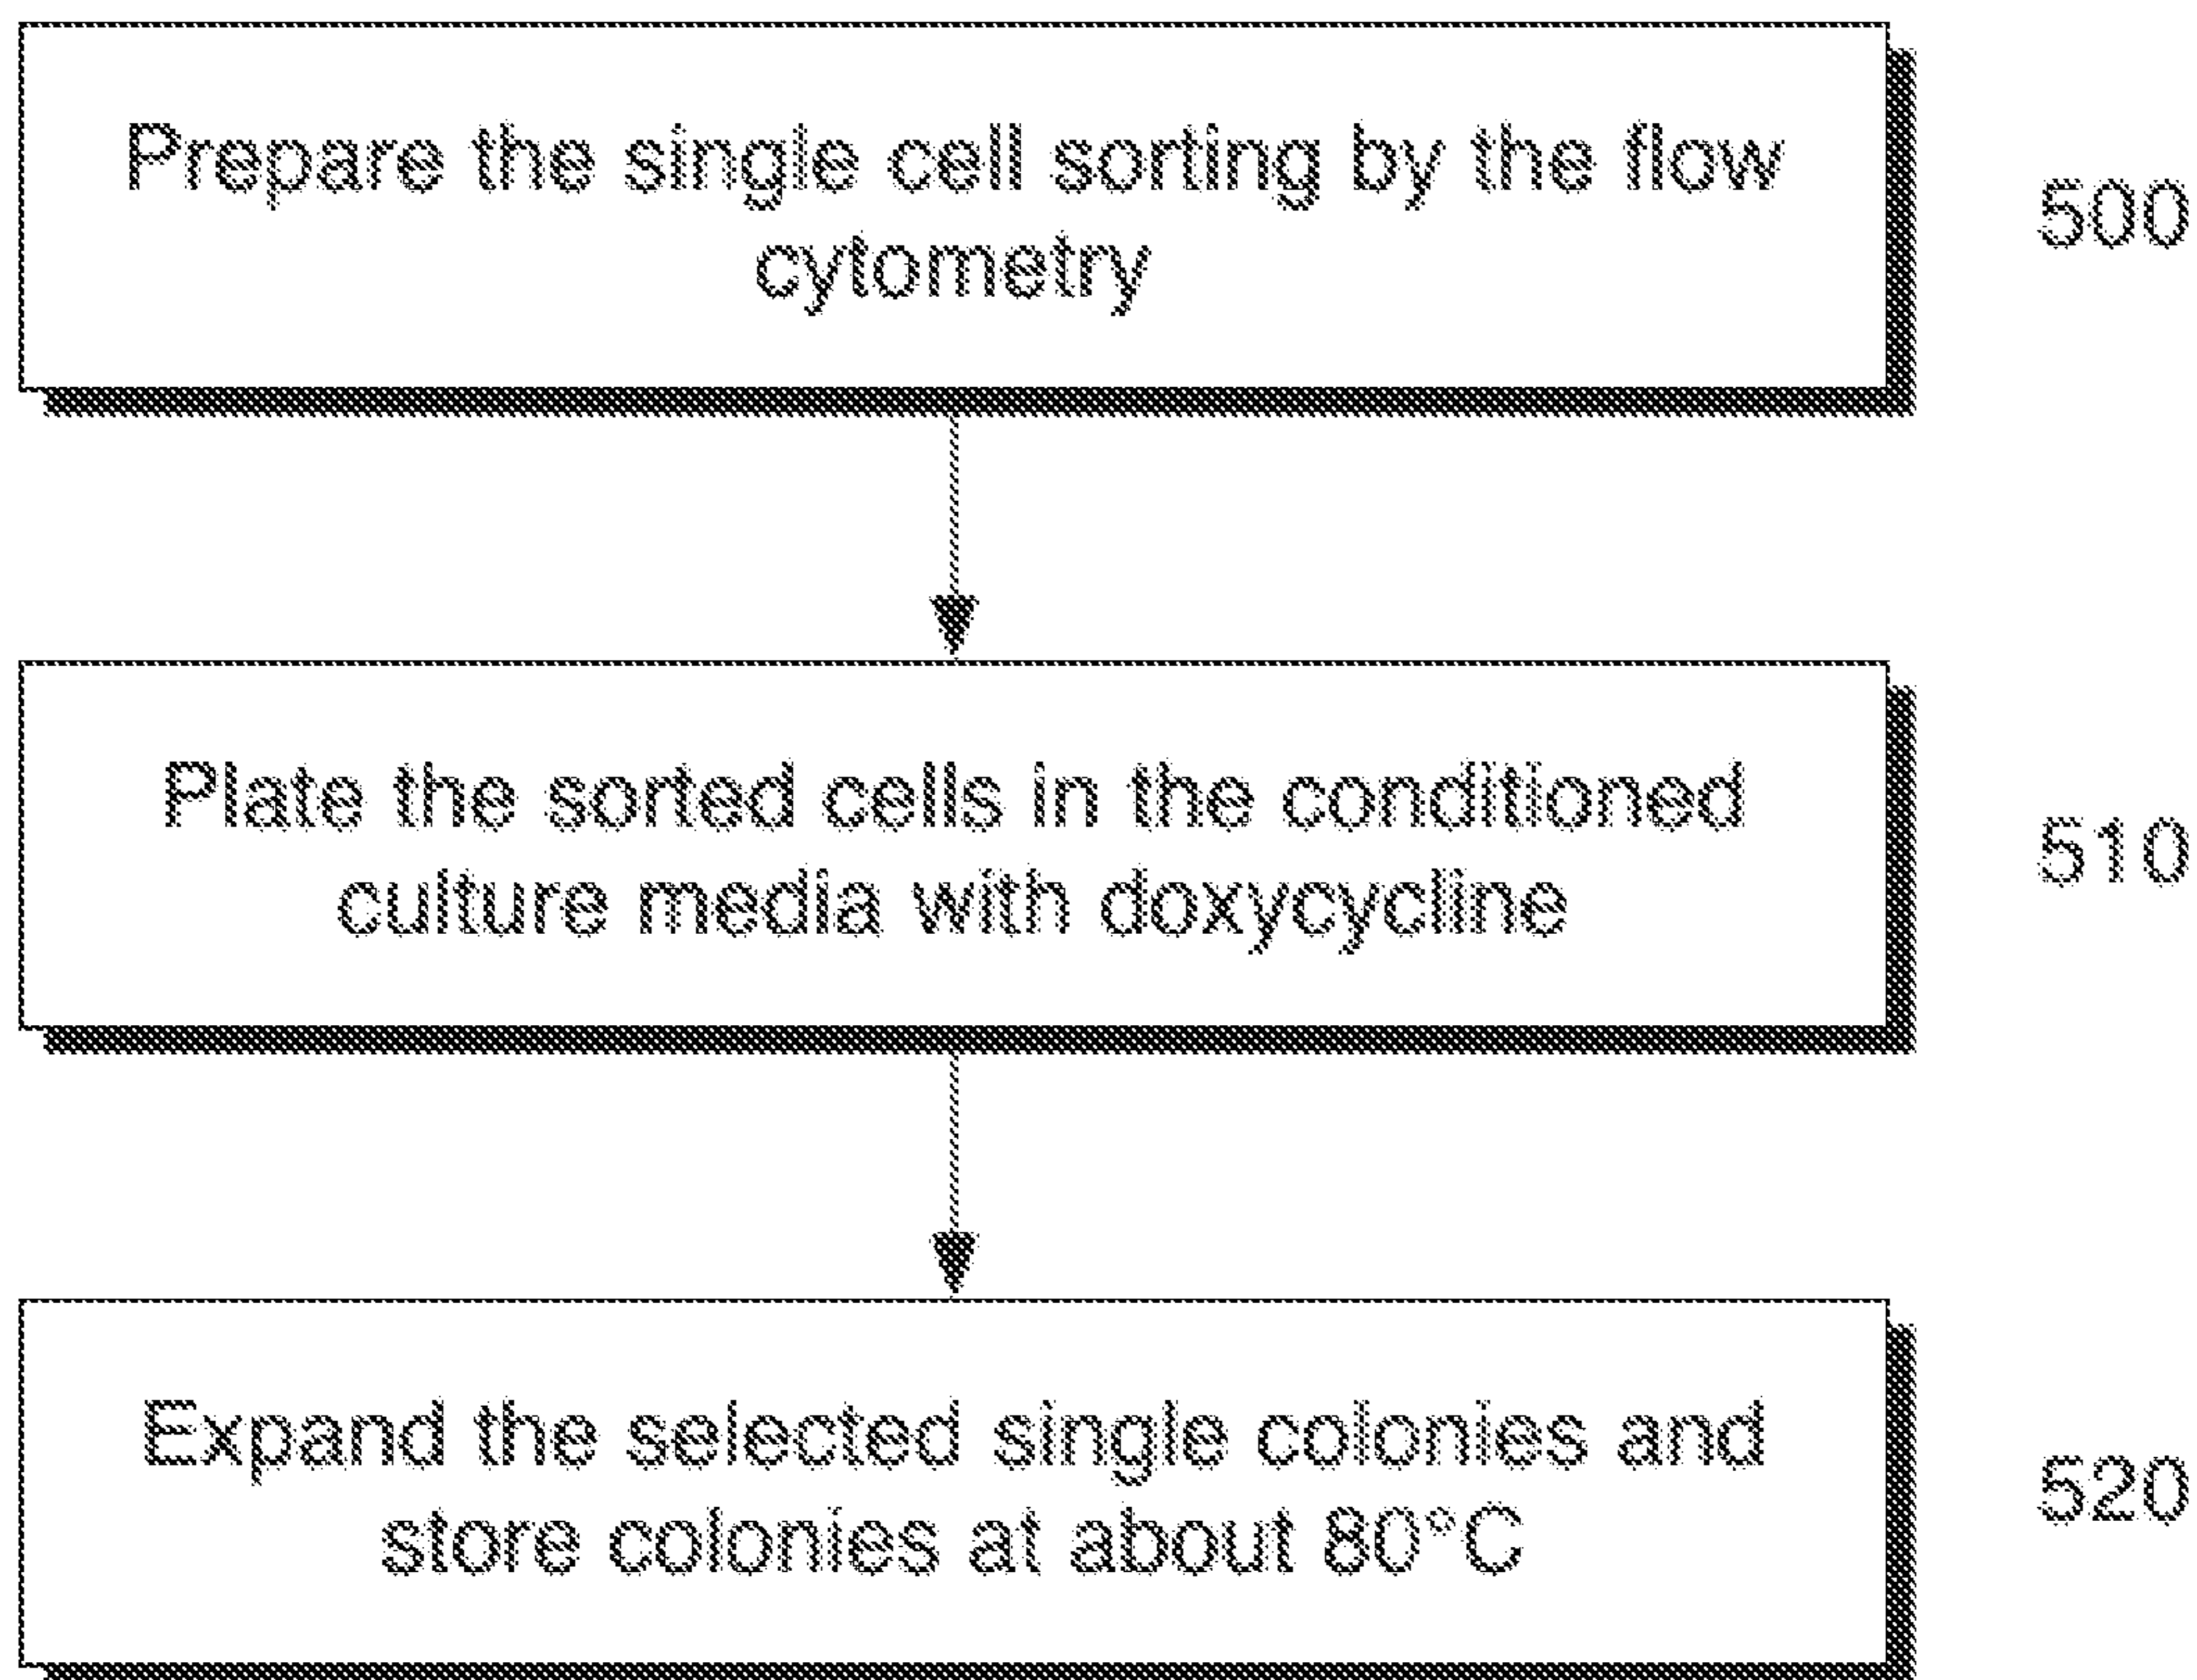 Prepare the single cell sorting by the flow
cytometry
500
Plate the sorted cells in the conditioned
culture media with doxycycline
510
Expand the selected single colonies and
store colonies at about 80°C
520